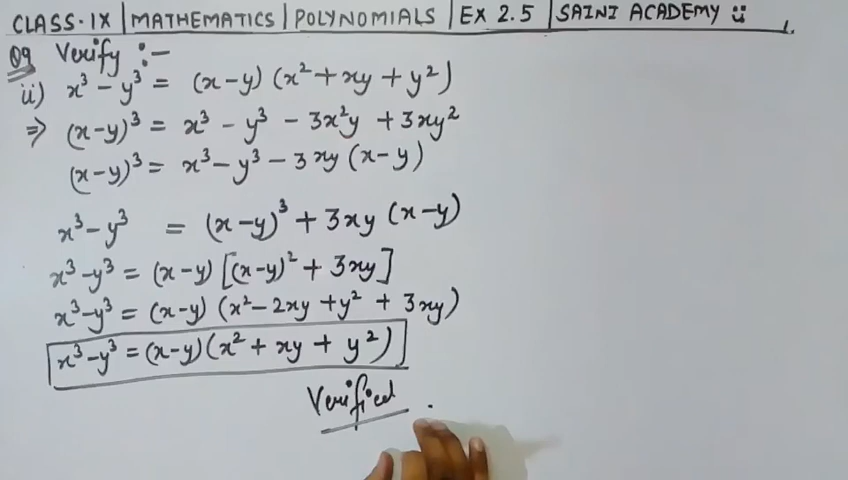 CLASS-IX | MATHEMATICS | POLYNOMIALS | EX 2.5 | SAINI ACADEMY
Q9 Verify :-
ii) x³ - y³ = (x-y) (x² + xy + y²)
⇒ (x-y)³ = x³ - y³ - 3x²y + 3xy²
(x-y)³ = x³ - y³ - 3xy (x-y)
x³ - y³ = (x-y)³ + 3xy (x-y)
x³ - y³ = (x-y) [(x-y)² + 3xy]
x³ - y³ = (x-y) (x² - 2xy + y² + 3xy)
x³ - y³ = (x-y) (x² + xy + y²)
Verified